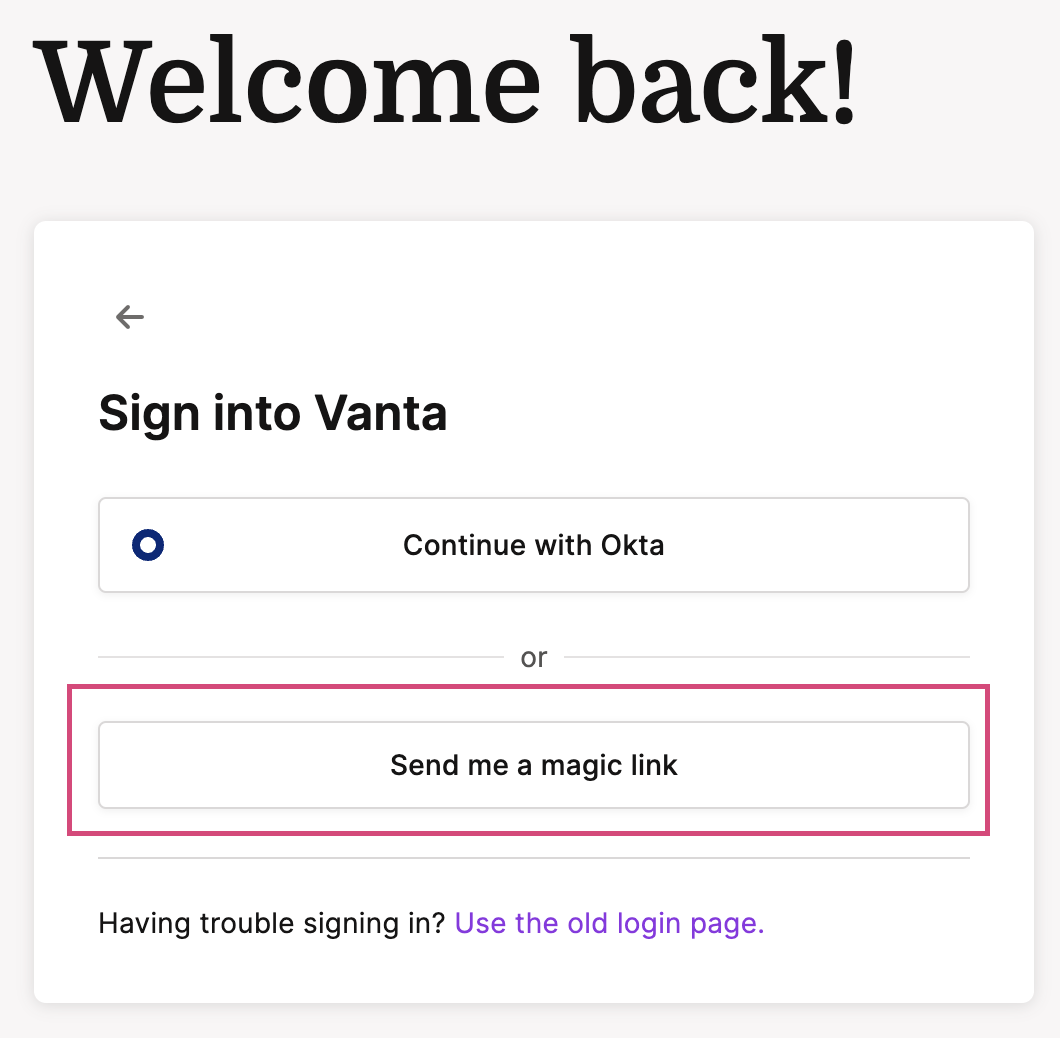 Welcome back!
Sign into Vanta
Continue with Okta
or
Send me a magic link
Having trouble signing in? Use the old login page.